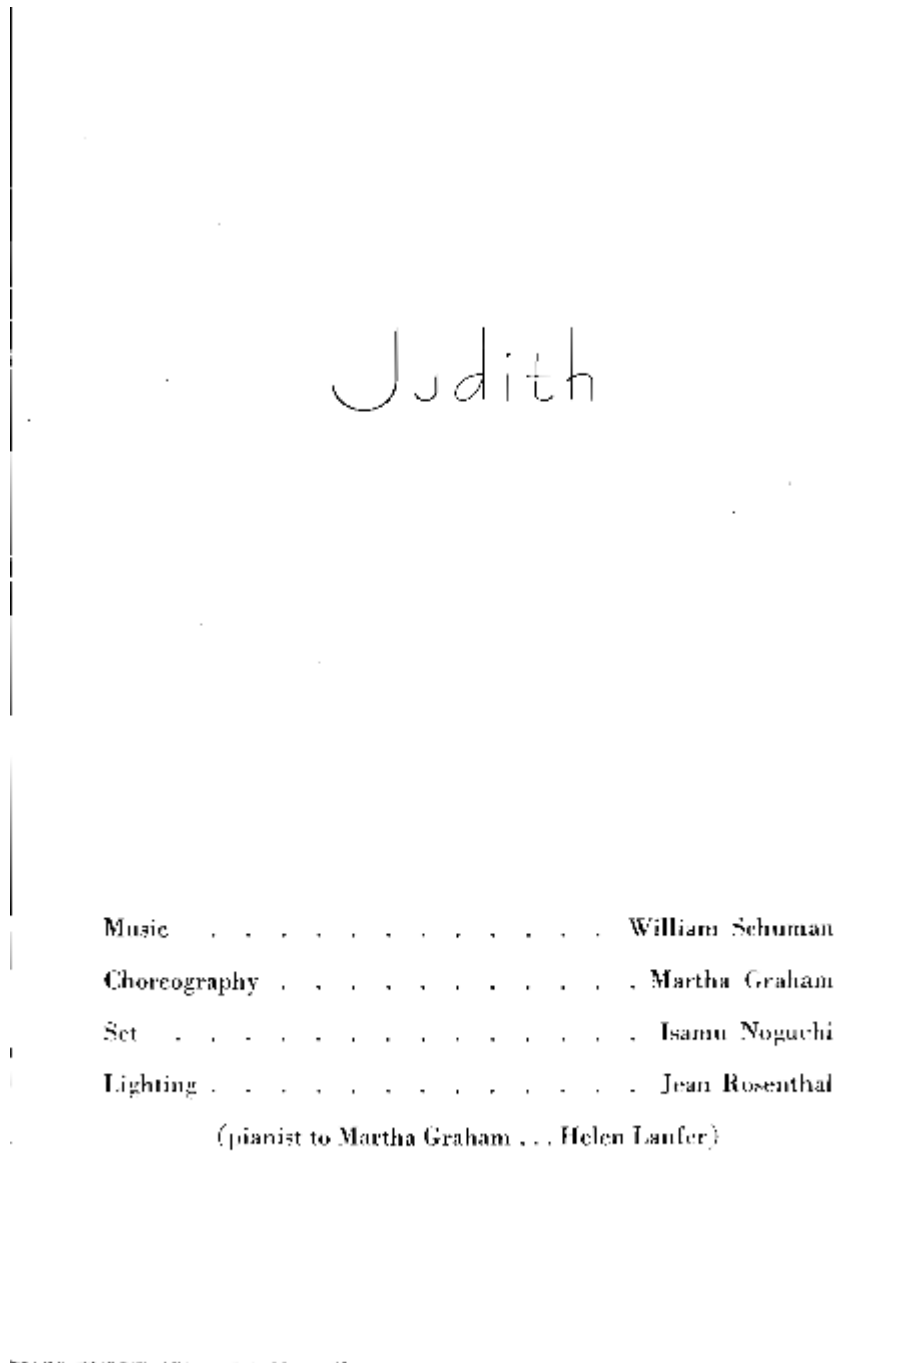 Judith
Music . . . . . . . . . . . . William Schuman
Choreography . . . . . . . . . . . Martha Graham
Set . . . . . . . . . . . . . . Isamu Noguchi
Lighting . . . . . . . . . . . . . Jean Rosenthal
(pianist to Martha Graham . . . Helen Laufer)